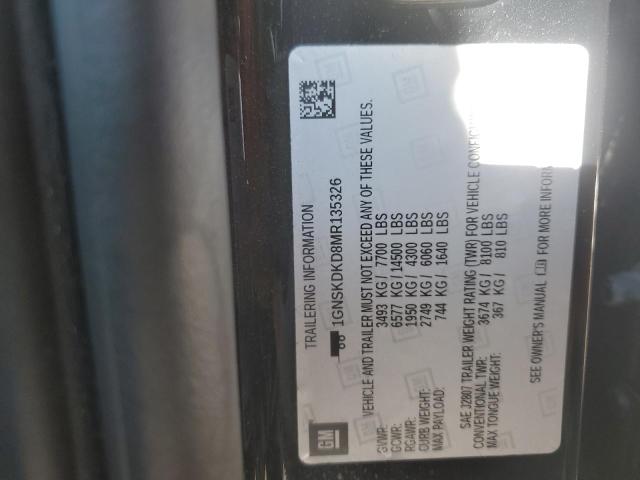 GM
TRAILERING INFORMATION
1GNSKDKD8MR135326
VEHICLE AND TRAILER MUST NOT EXCEED ANY OF THESE VALUES.
GVWR: 3493 KG / 7700 LBS
GCWR: 6577 KG / 14500 LBS
RGAWR: 1950 KG / 4300 LBS
CURB WEIGHT: 2749 KG / 6060 LBS
MAX PAYLOAD: 744 KG / 1640 LBS
SAE J2807 TRAILER WEIGHT RATING (TWR) FOR VEHICLE
CONVENTIONAL TWR: 3674 KG / 8100 LBS
MAX TONGUE WEIGHT: 367 KG / 810 LBS
SEE OWNER'S MANUAL FOR MORE